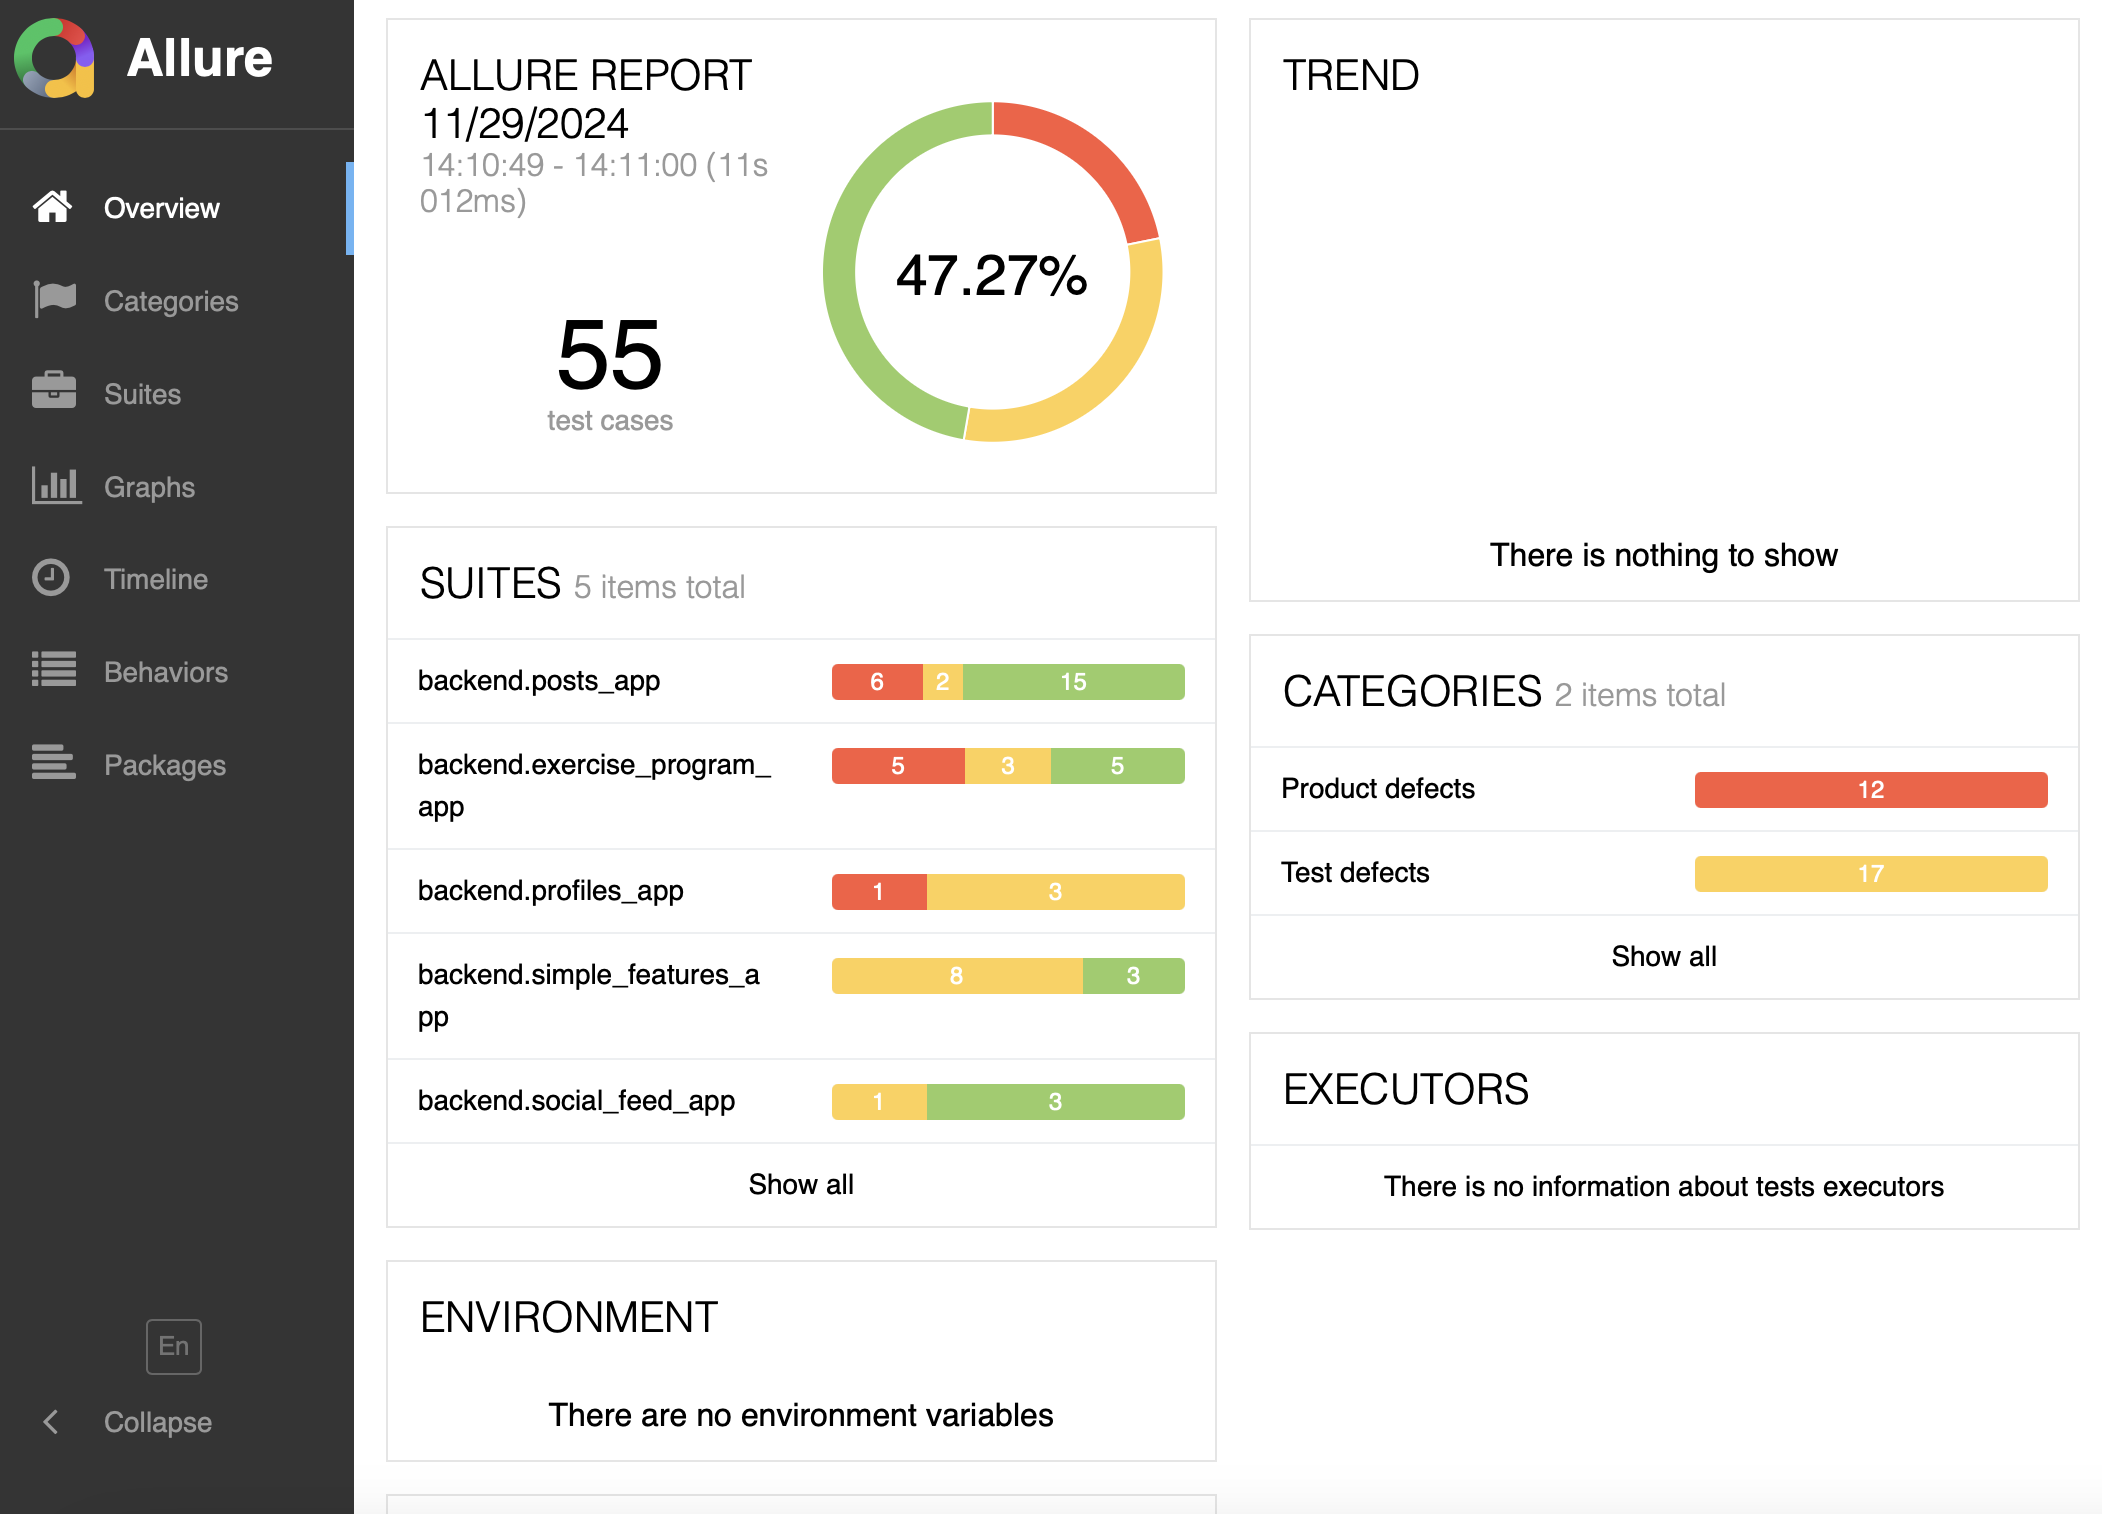 Allure
Overview
Categories
Suites
Graphs
Timeline
Behaviors
Packages
En
Collapse
ALLURE REPORT
11/29/2024
14:10:49 - 14:11:00 (11s
012ms)
55
test cases
47.27%
SUITES 5 items total
backend.posts_app 6 2 15
backend.exercise_program_ 5 3 5
app
backend.profiles_app 1 3
backend.simple_features_a 8 3
pp
backend.social_feed_app 1 3
Show all
ENVIRONMENT
There are no environment variables
TREND
There is nothing to show
CATEGORIES 2 items total
Product defects 12
Test defects 17
Show all
EXECUTORS
There is no information about tests executors